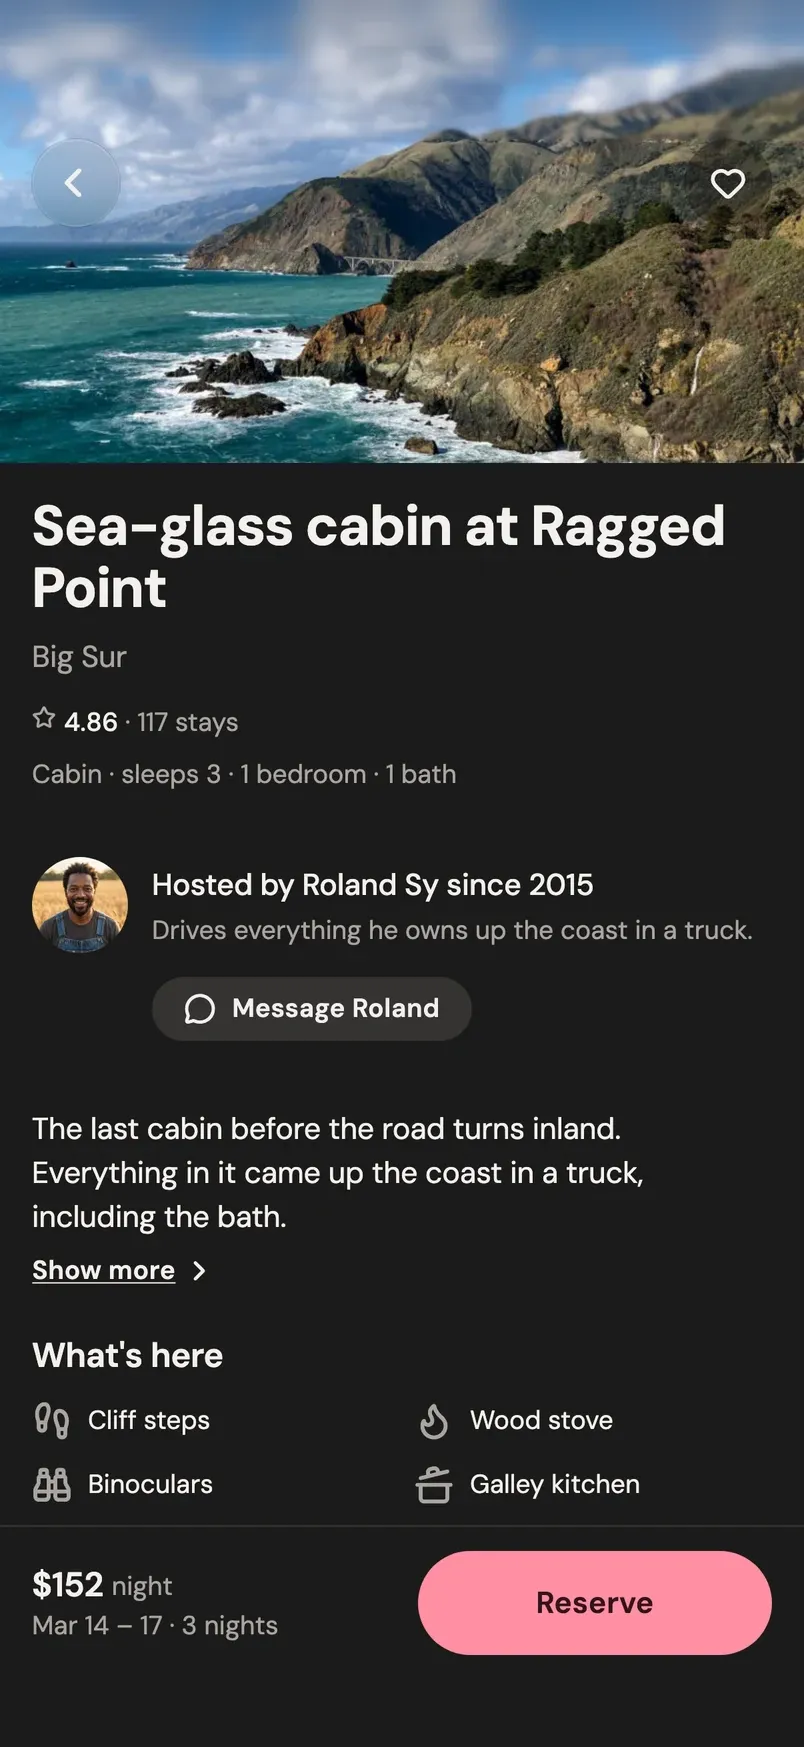 Sea-glass cabin at Ragged
Point
Big Sur
4.86 · 117 stays
Cabin · sleeps 3 · 1 bedroom · 1 bath
Hosted by Roland Sy since 2015
Drives everything he owns up the coast in a truck.
Message Roland
The last cabin before the road turns inland.
Everything in it came up the coast in a truck,
including the bath.
Show more
What's here
Cliff steps
Wood stove
Binoculars
Galley kitchen
$152 night
Mar 14 – 17 · 3 nights
Reserve